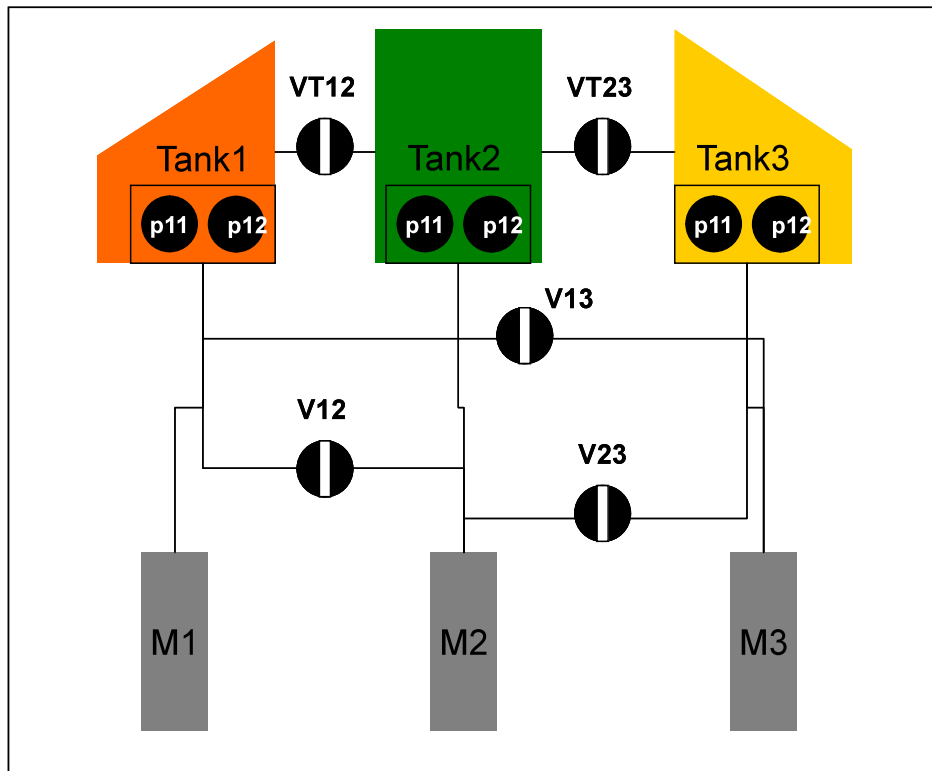 VT12
VT23
Tank1
Tank2
Tank3
p11 p12
p11 p12
p11 p12
V13
V12
V23
M1
M2
M3